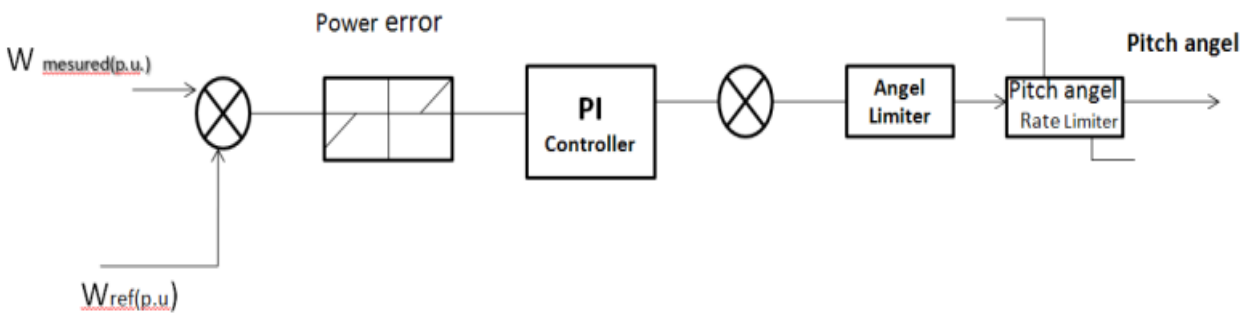 Power error
W mesured(p.u.)
Pitch angel
PI
Controller
Angel
Limiter
Pitch angel
Rate Limiter
Wref(p.u)